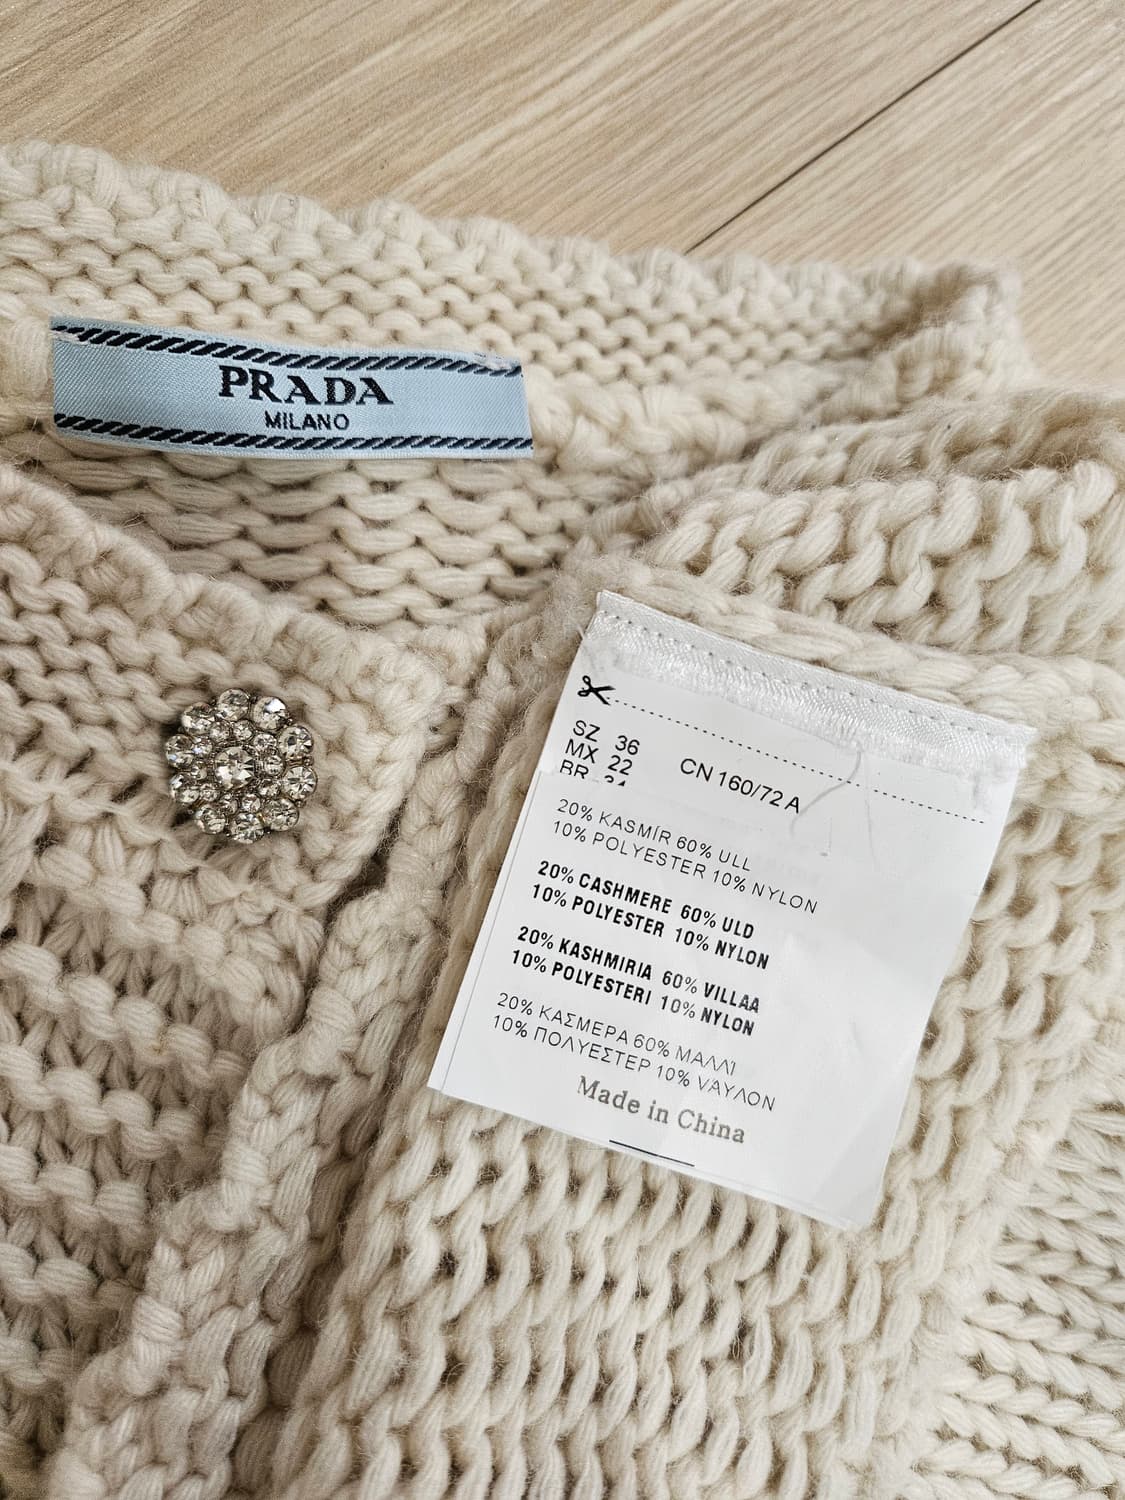 PRADA
MILANO
SZ 36
MX 22
BR
CN 160/72 A
20% KASMİR 60% ULL
10% POLYESTER 10% NYLON
20% CASHMERE 60% ULD
10% POLYESTER 10% NYLON
20% KASHMIRIA 60% VILLAA
10% POLYESTERI 10% NYLON
20% ΚΑΣΜΕΡΑ 60% ΜΑΛΛΙ
10% ΠΟΛΥΕΣΤΕΡ 10% ΝΑΥΛΟΝ
Made in China